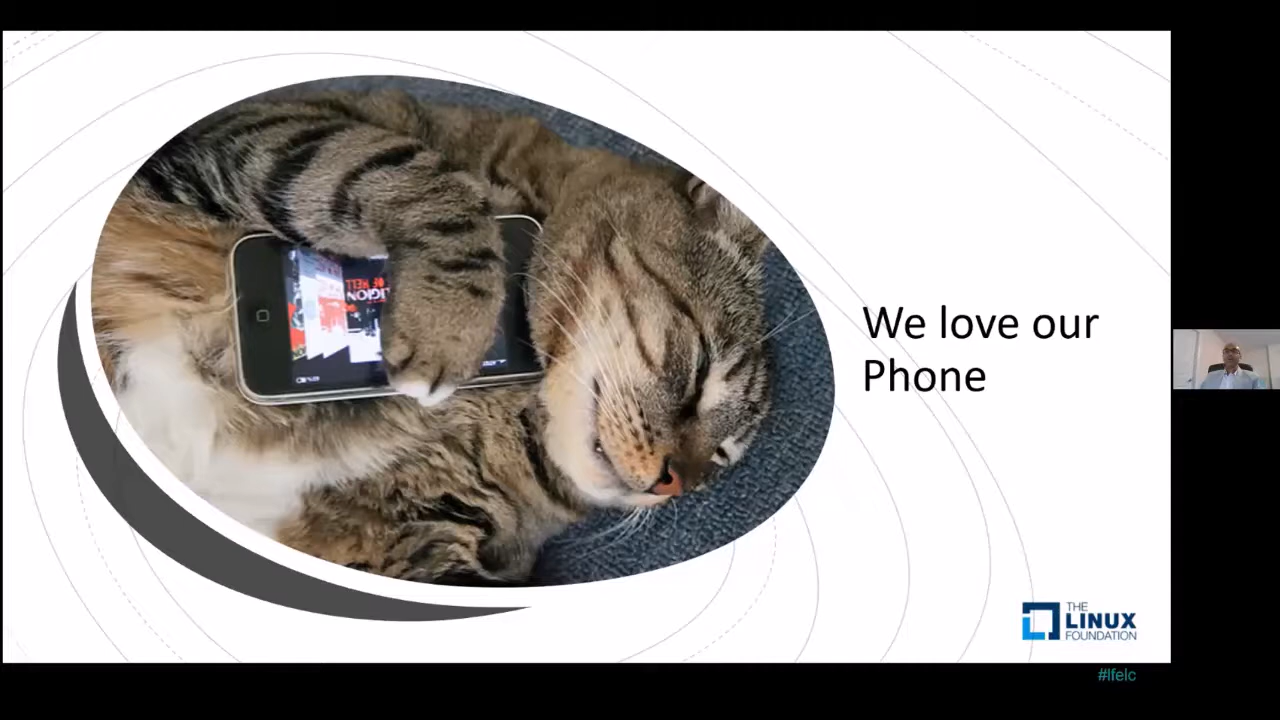 We love our
Phone
THE
LINUX
FOUNDATION
#lfelc